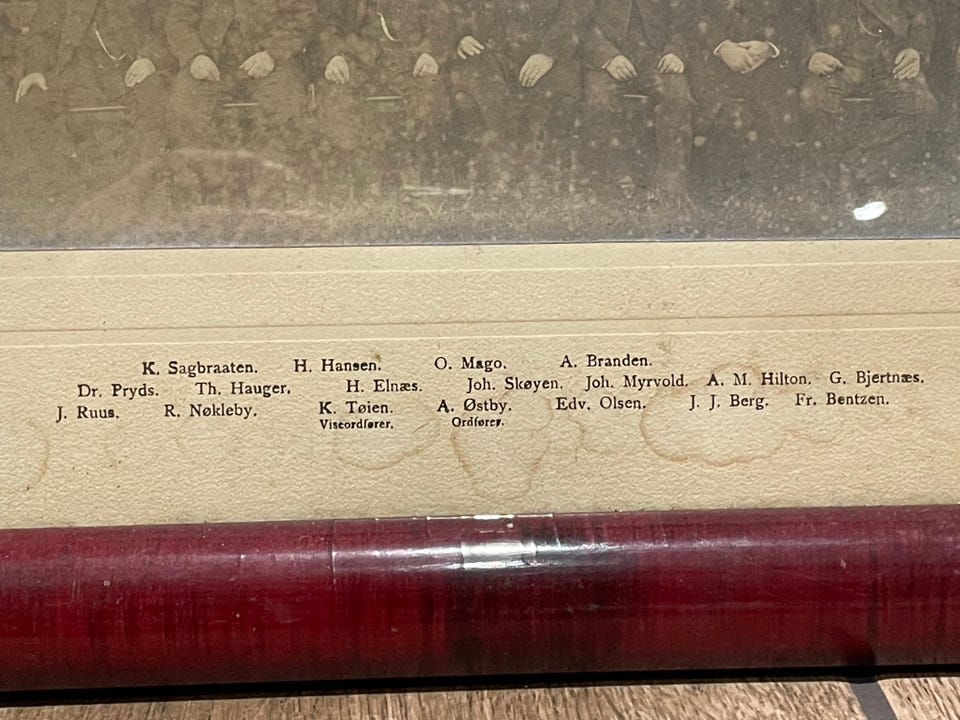 K. Sagbraaten. H. Hansen. O. Mago. A. Branden.
Dr. Pryds. Th. Hauger. H. Elnæs. Joh. Skøyen. Joh. Myrvold. A. M. Hilton. G. Bjertnæs.
J. Ruus. R. Nøkleby. K. Tøien. A. Østby. Edv. Olsen. J. J. Berg. Fr. Bentzen.
Viseordfører. Ordfører.